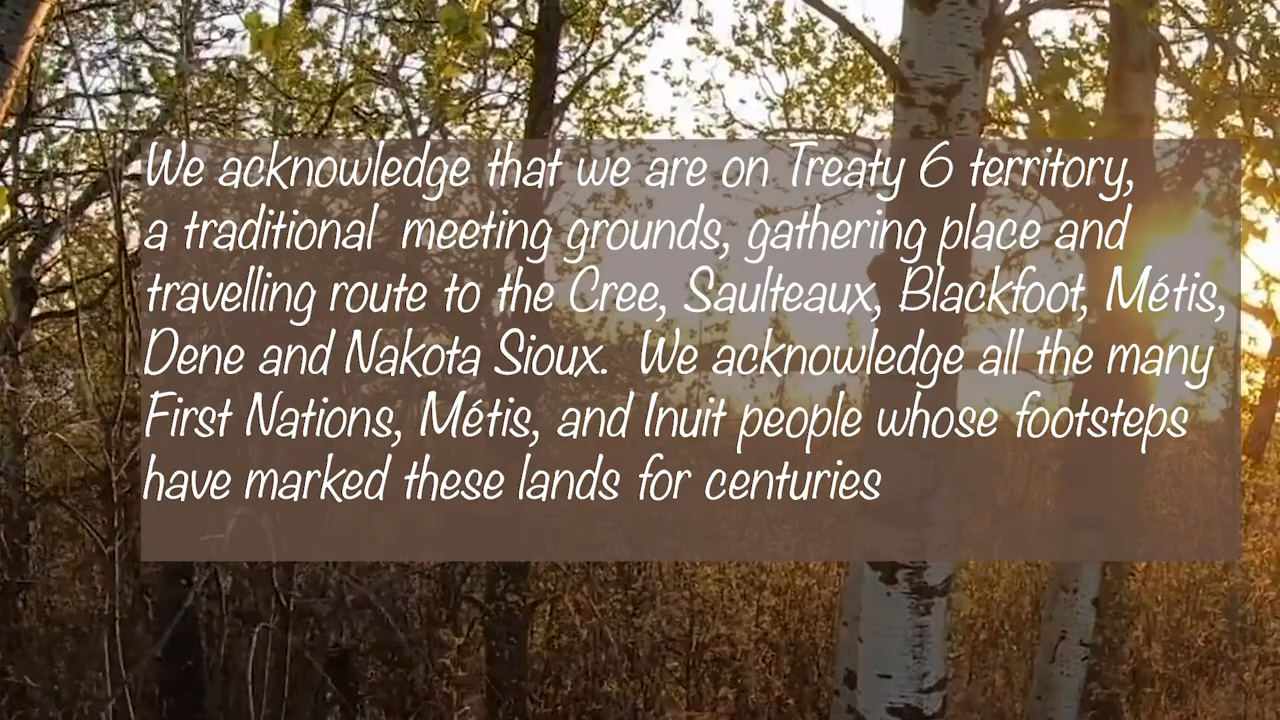 We acknowledge that we are on Treaty 6 territory,
a traditional  meeting grounds, gathering place and
travelling route to the Cree, Saulteaux, Blackfoot, Métis,
Dene and Nakota Sioux.  We acknowledge all the many
First Nations, Métis, and Inuit people whose footsteps
have marked these lands for centuries